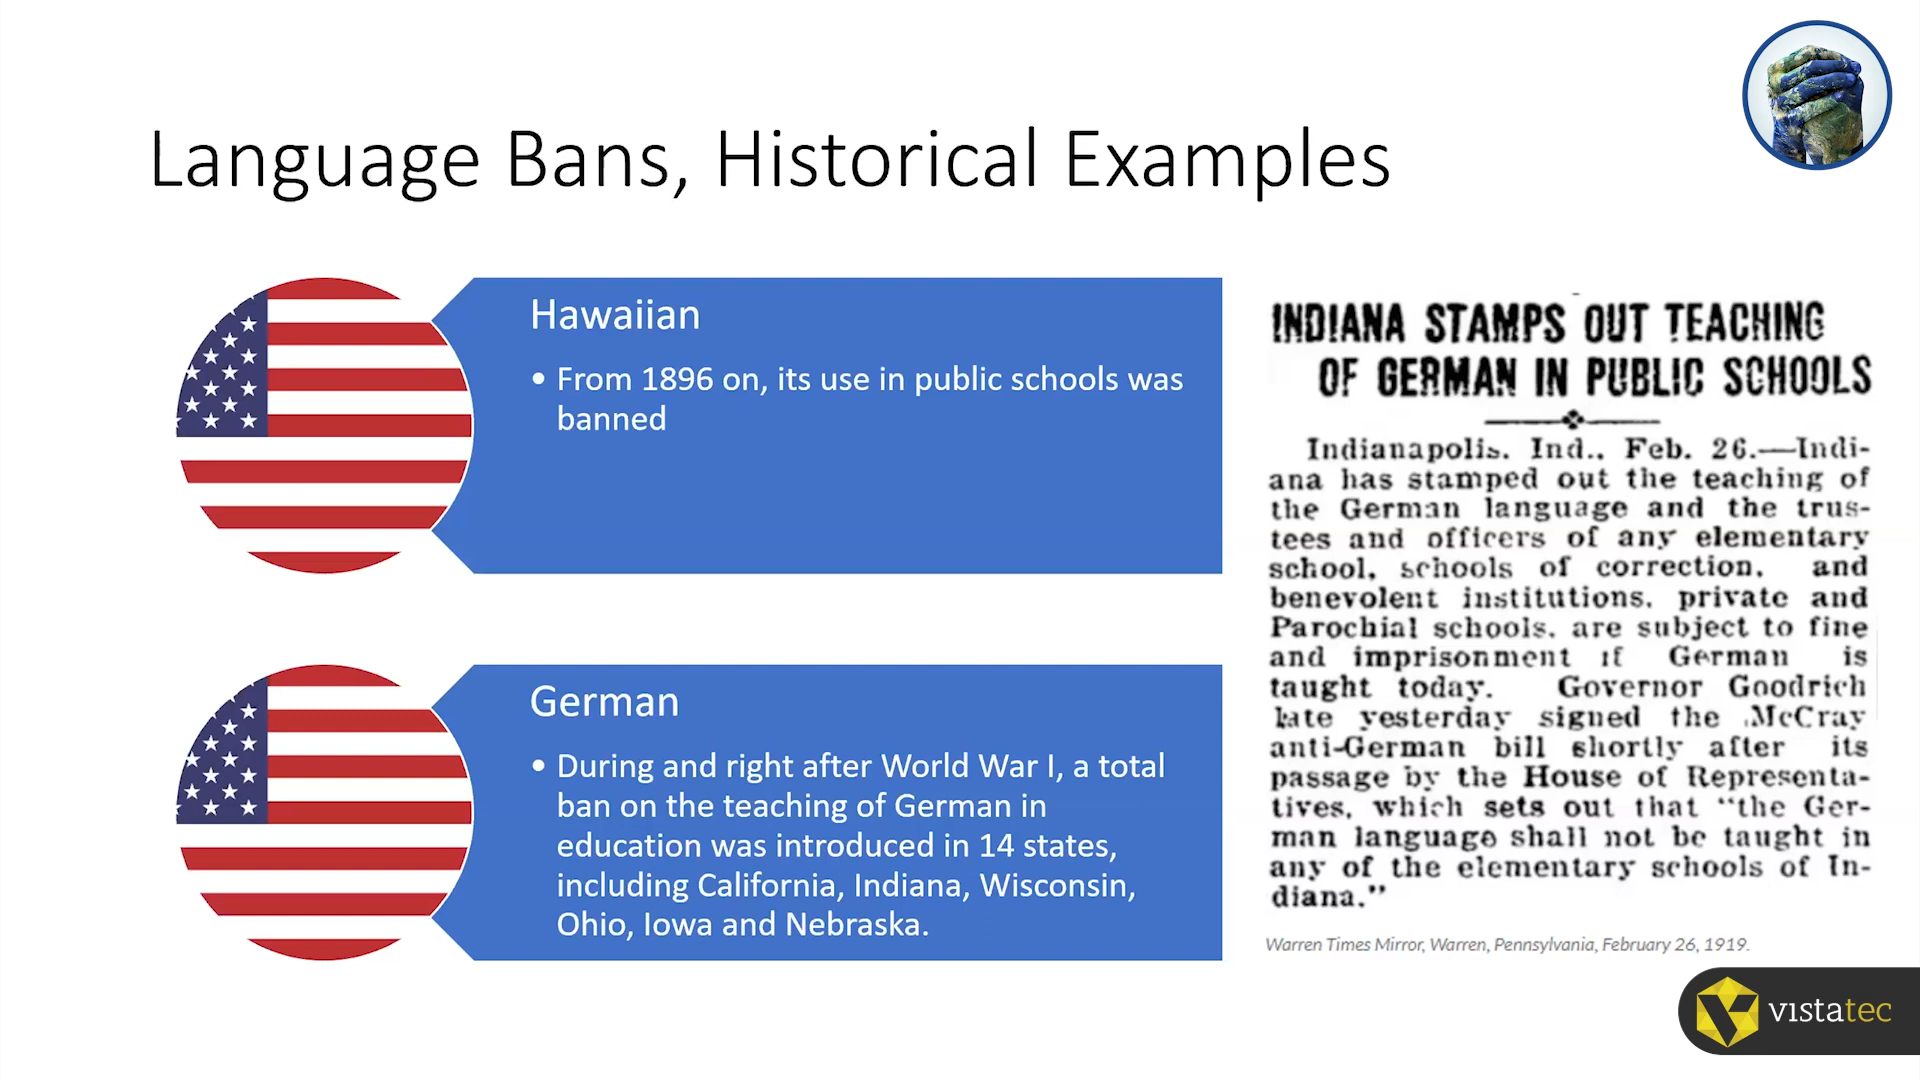 Language Bans, Historical Examples
Hawaiian
• From 1896 on, its use in public schools was
banned
German
• During and right after World War I, a total
ban on the teaching of German in
education was introduced in 14 states,
including California, Indiana, Wisconsin,
Ohio, Iowa and Nebraska.
INDIANA STAMPS OUT TEACHING
OF GERMAN IN PUBLIC SCHOOLS
Indianapolis, Ind., Feb. 26.—Indi-
ana has stamped out the teaching of
the German language and the trus-
tees and officers of any elementary
school, schools of correction, and
benevolent institutions, private and
Parochial schools, are subject to fine
and imprisonment if German is
taught today. Governor Goodrich
late yesterday signed the McCray
anti-German bill shortly after its
passage by the House of Representa-
tives, which sets out that “the Ger-
man language shall not be taught in
any of the elementary schools of In-
diana.”
Warren Times Mirror, Warren, Pennsylvania, February 26, 1919.
vistatec